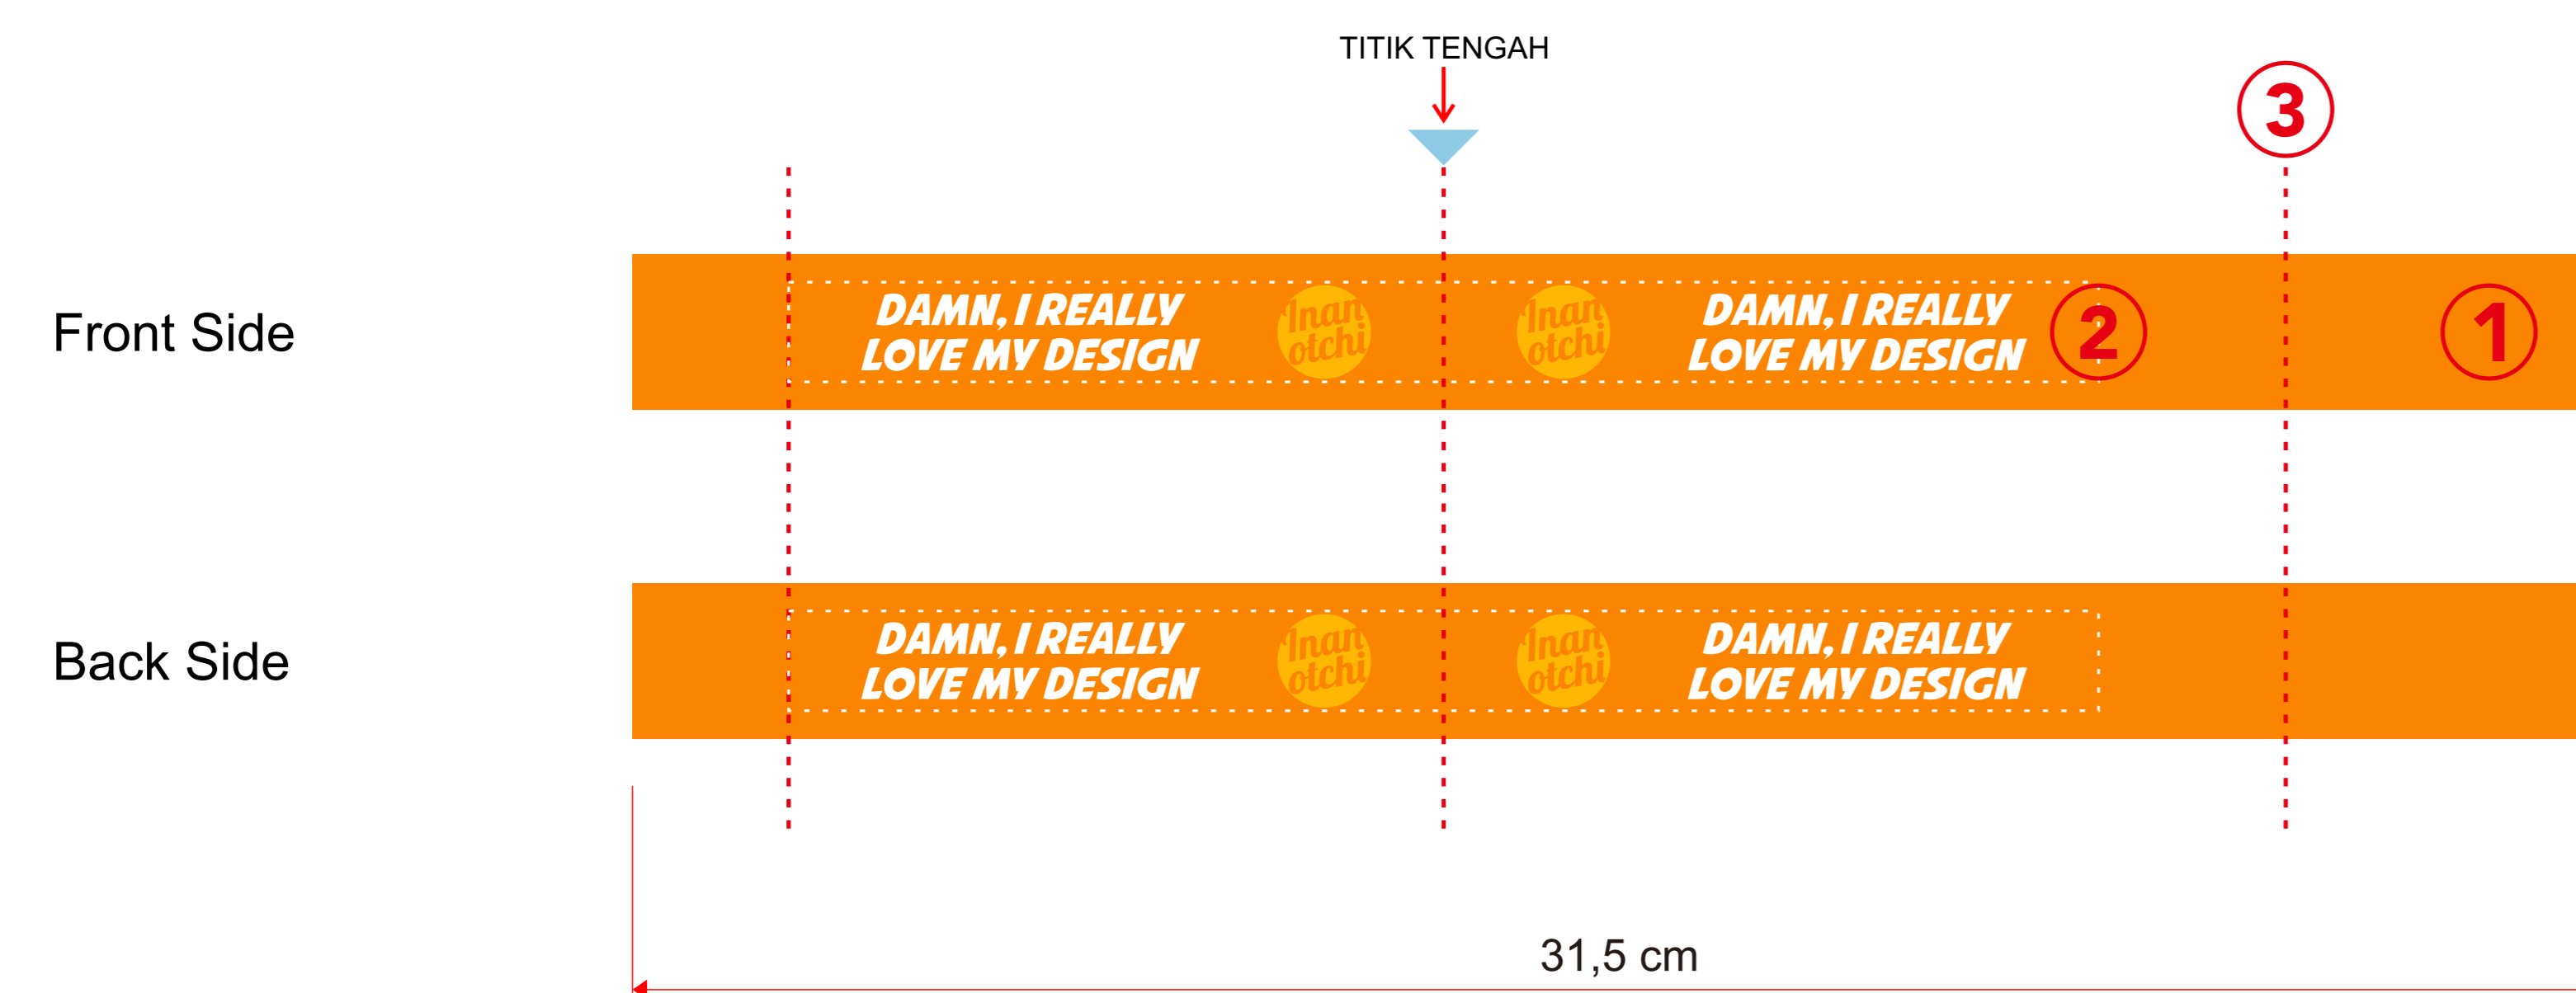 TITIK TENGAH
3
Front Side
DAMN, I REALLY
LOVE MY DESIGN
Inan
otchi
Inan
otchi
DAMN, I REALLY
LOVE MY DESIGN
2
1
Back Side
DAMN, I REALLY
LOVE MY DESIGN
Inan
otchi
Inan
otchi
DAMN, I REALLY
LOVE MY DESIGN
31,5 cm